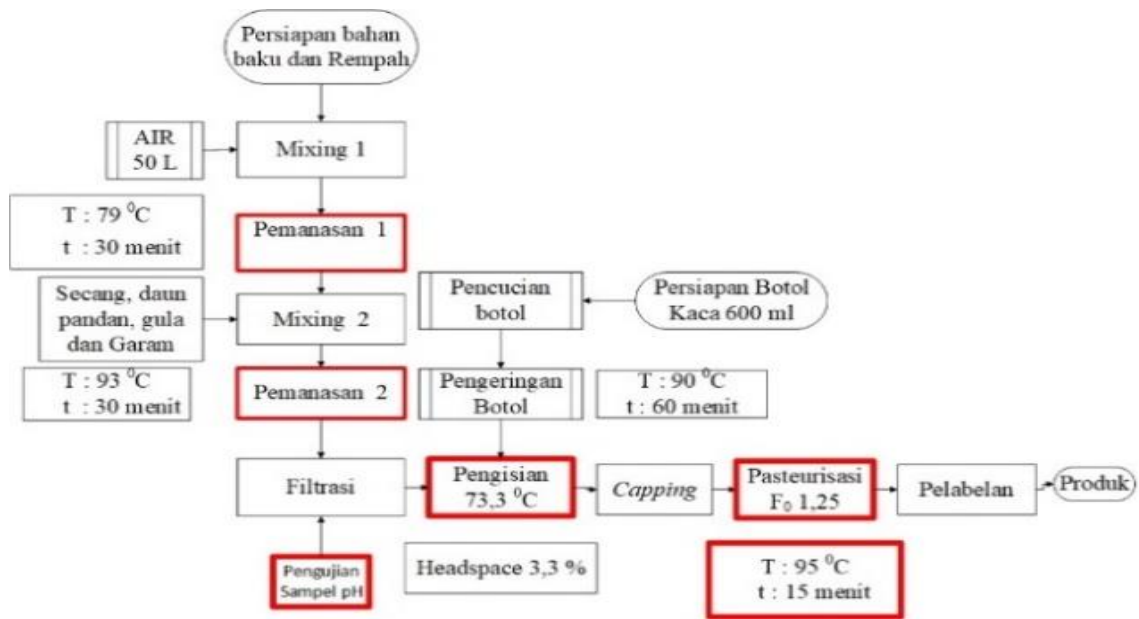 Persiapan bahan
baku dan Rempah
AIR
50 L
Mixing 1
T : 79 ⁰C
t : 30 menit
Pemanasan 1
Secang, daun
pandan, gula
dan Garam
Mixing 2
Pencucian
botol
Persiapan Botol
Kaca 600 ml
T : 93 ⁰C
t : 30 menit
Pemanasan 2
Pengeringan
Botol
T : 90 ⁰C
t : 60 menit
Filtrasi
Pengisian
73,3 ⁰C
Capping
Pasteurisasi
F₀ 1,25
Pelabelan
Produk
Pengujian
Sampel pH
Headspace 3,3 %
T : 95 ⁰C
t : 15 menit